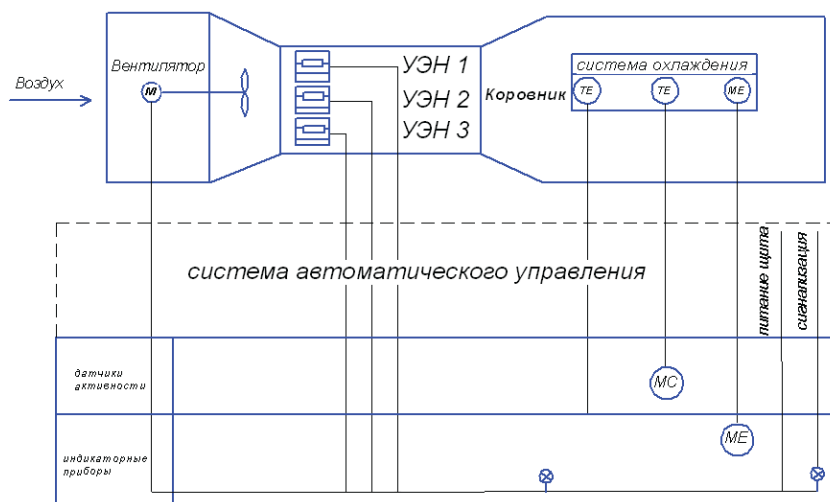 Воздух
Вентилятор
М
УЭН 1
УЭН 2
УЭН 3
Коровник
система охлаждения
TE
TE
ME
система автоматического управления
питание щита
сигнализация
датчики
активности
MC
индикаторные
приборы
ME